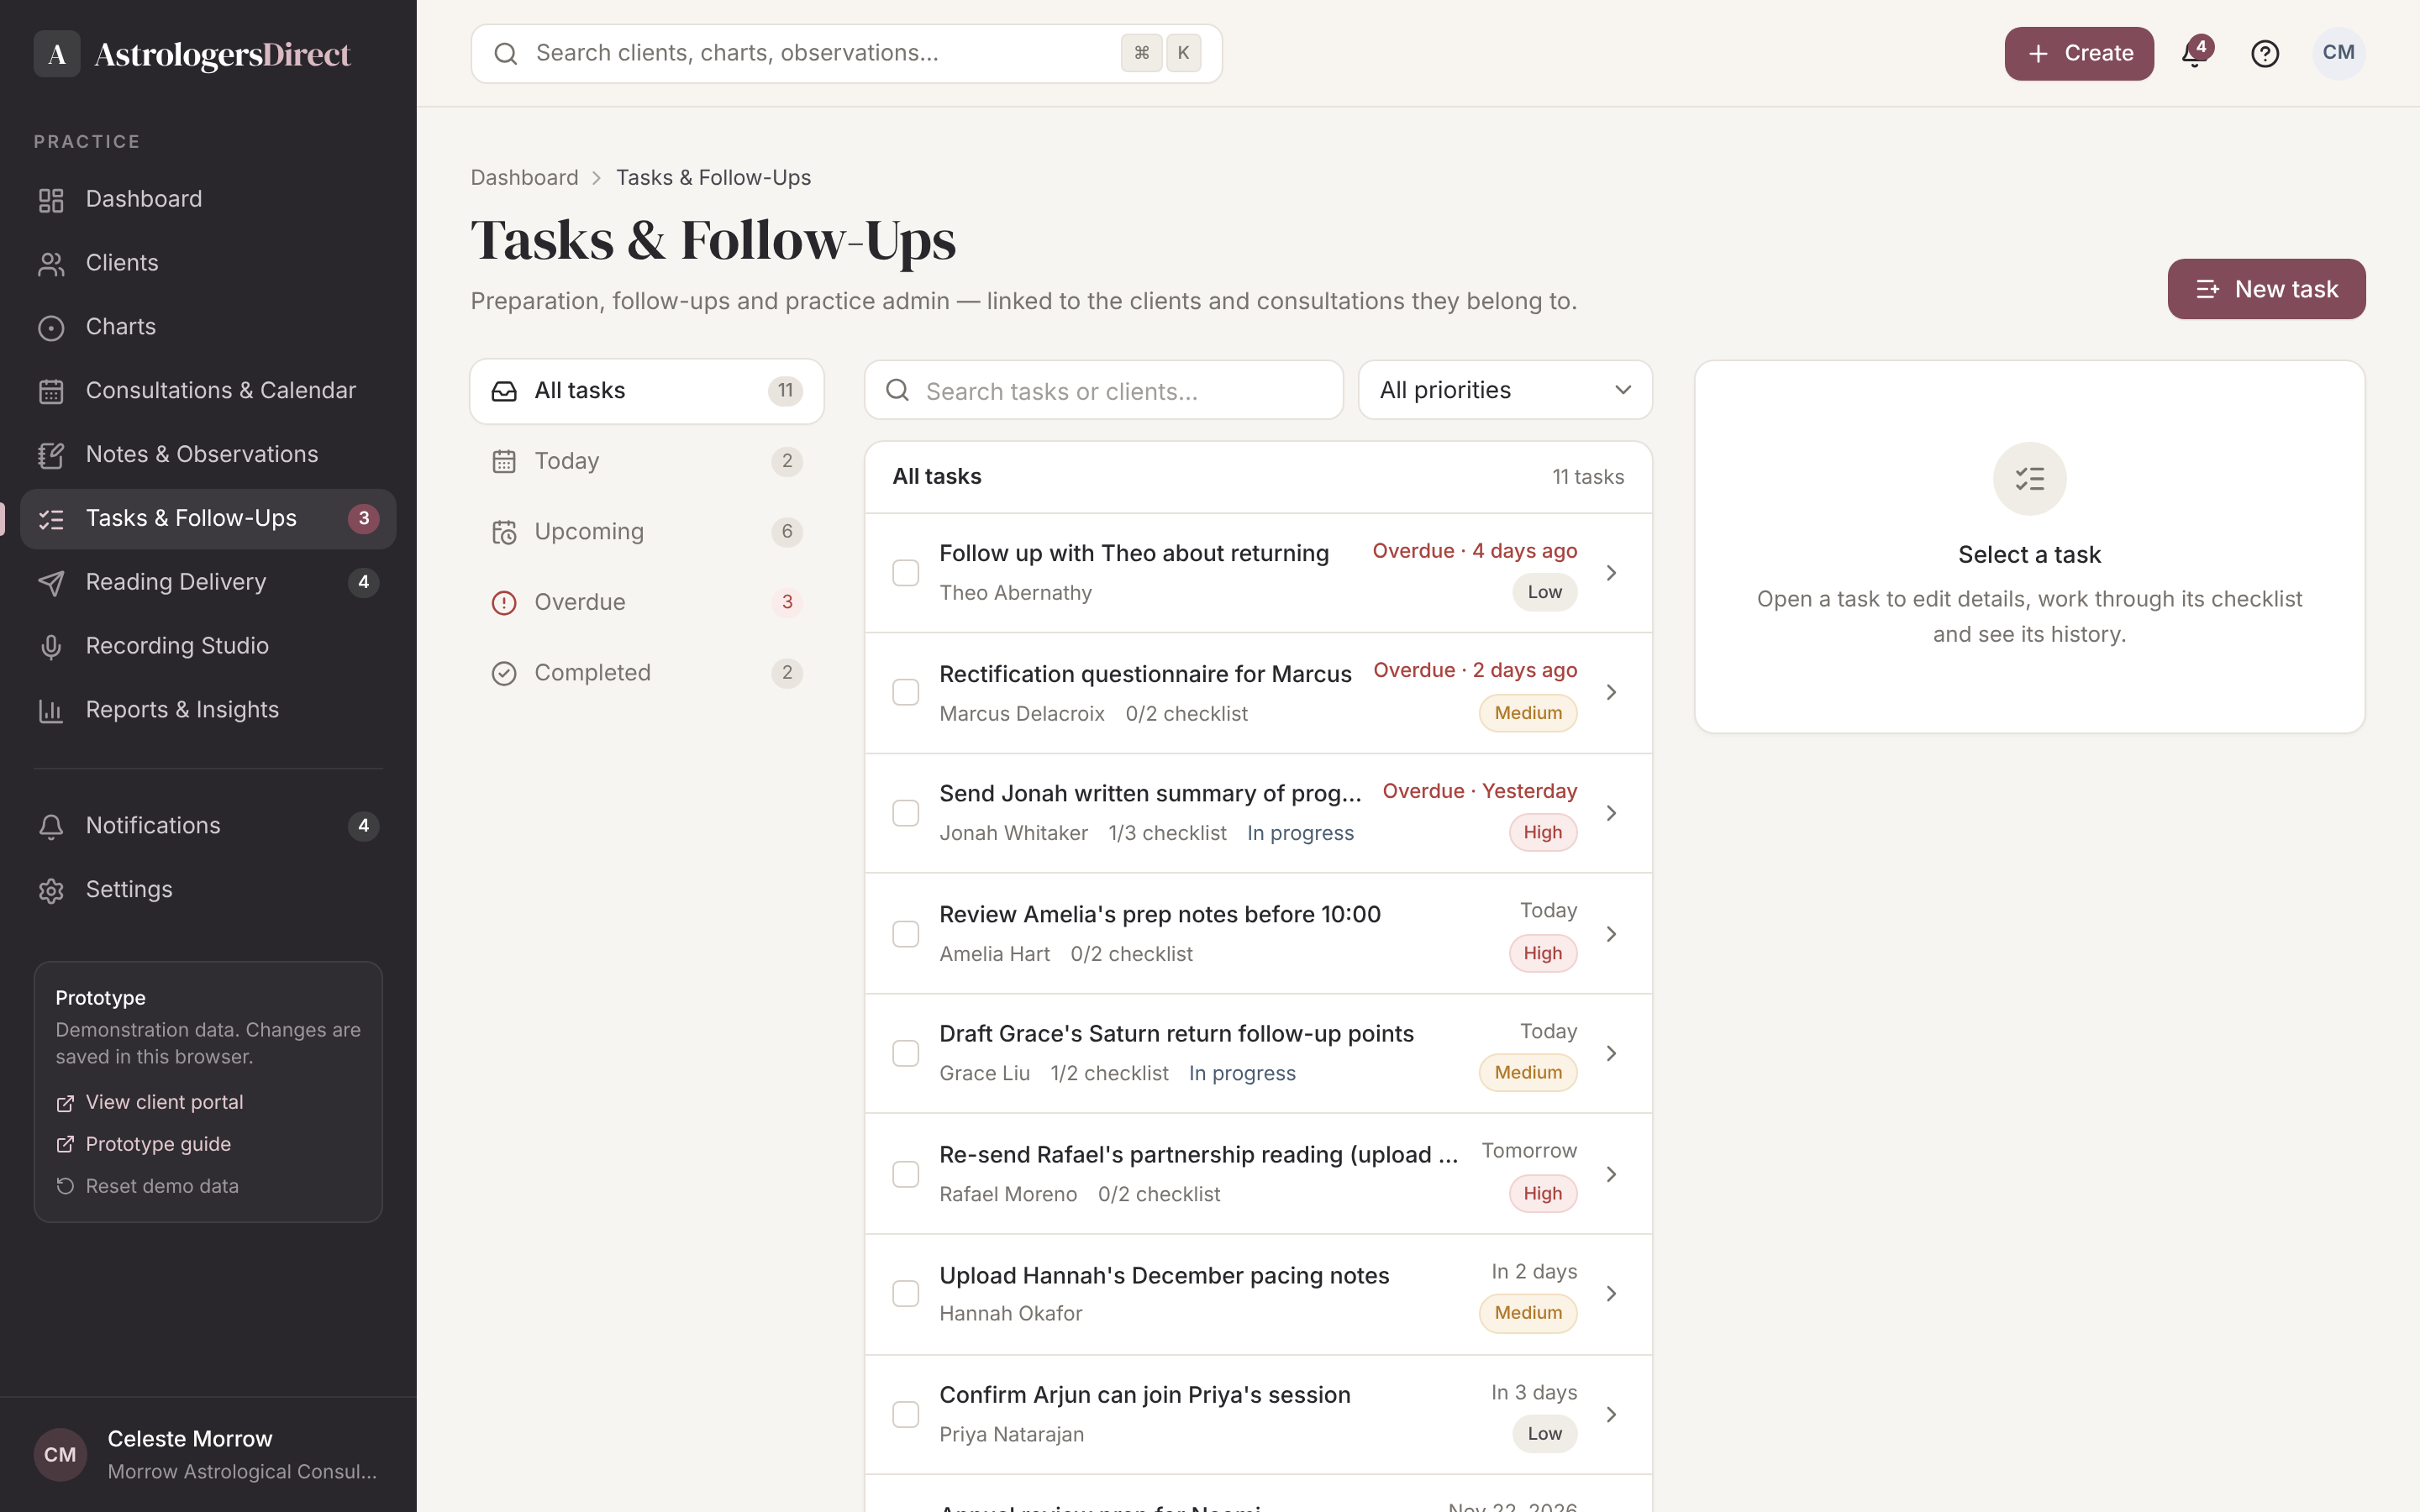 A AstrologersDirect
PRACTICE
Dashboard
Clients
Charts
Consultations & Calendar
Notes & Observations
Tasks & Follow-Ups 3
Reading Delivery 4
Recording Studio
Reports & Insights
Notifications 4
Settings
Prototype
Demonstration data. Changes are
saved in this browser.
View client portal
Prototype guide
Reset demo data
CM Celeste Morrow
Morrow Astrological Consul...
Search clients, charts, observations... ⌘ K
Create 4 CM
Dashboard > Tasks & Follow-Ups
Tasks & Follow-Ups
Preparation, follow-ups and practice admin — linked to the clients and consultations they belong to.
New task
All tasks 11
Today 2
Upcoming 6
Overdue 3
Completed 2
Search tasks or clients...
All priorities
All tasks 11 tasks
Follow up with Theo about returning Overdue · 4 days ago
Theo Abernathy Low
Rectification questionnaire for Marcus Overdue · 2 days ago
Marcus Delacroix 0/2 checklist Medium
Send Jonah written summary of prog... Overdue · Yesterday
Jonah Whitaker 1/3 checklist In progress High
Review Amelia's prep notes before 10:00 Today
Amelia Hart 0/2 checklist High
Draft Grace's Saturn return follow-up points Today
Grace Liu 1/2 checklist In progress Medium
Re-send Rafael's partnership reading (upload ... Tomorrow
Rafael Moreno 0/2 checklist High
Upload Hannah's December pacing notes In 2 days
Hannah Okafor Medium
Confirm Arjun can join Priya's session In 3 days
Priya Natarajan Low
Annual review prep for Naomi Nov 22, 2026
Select a task
Open a task to edit details, work through its checklist
and see its history.